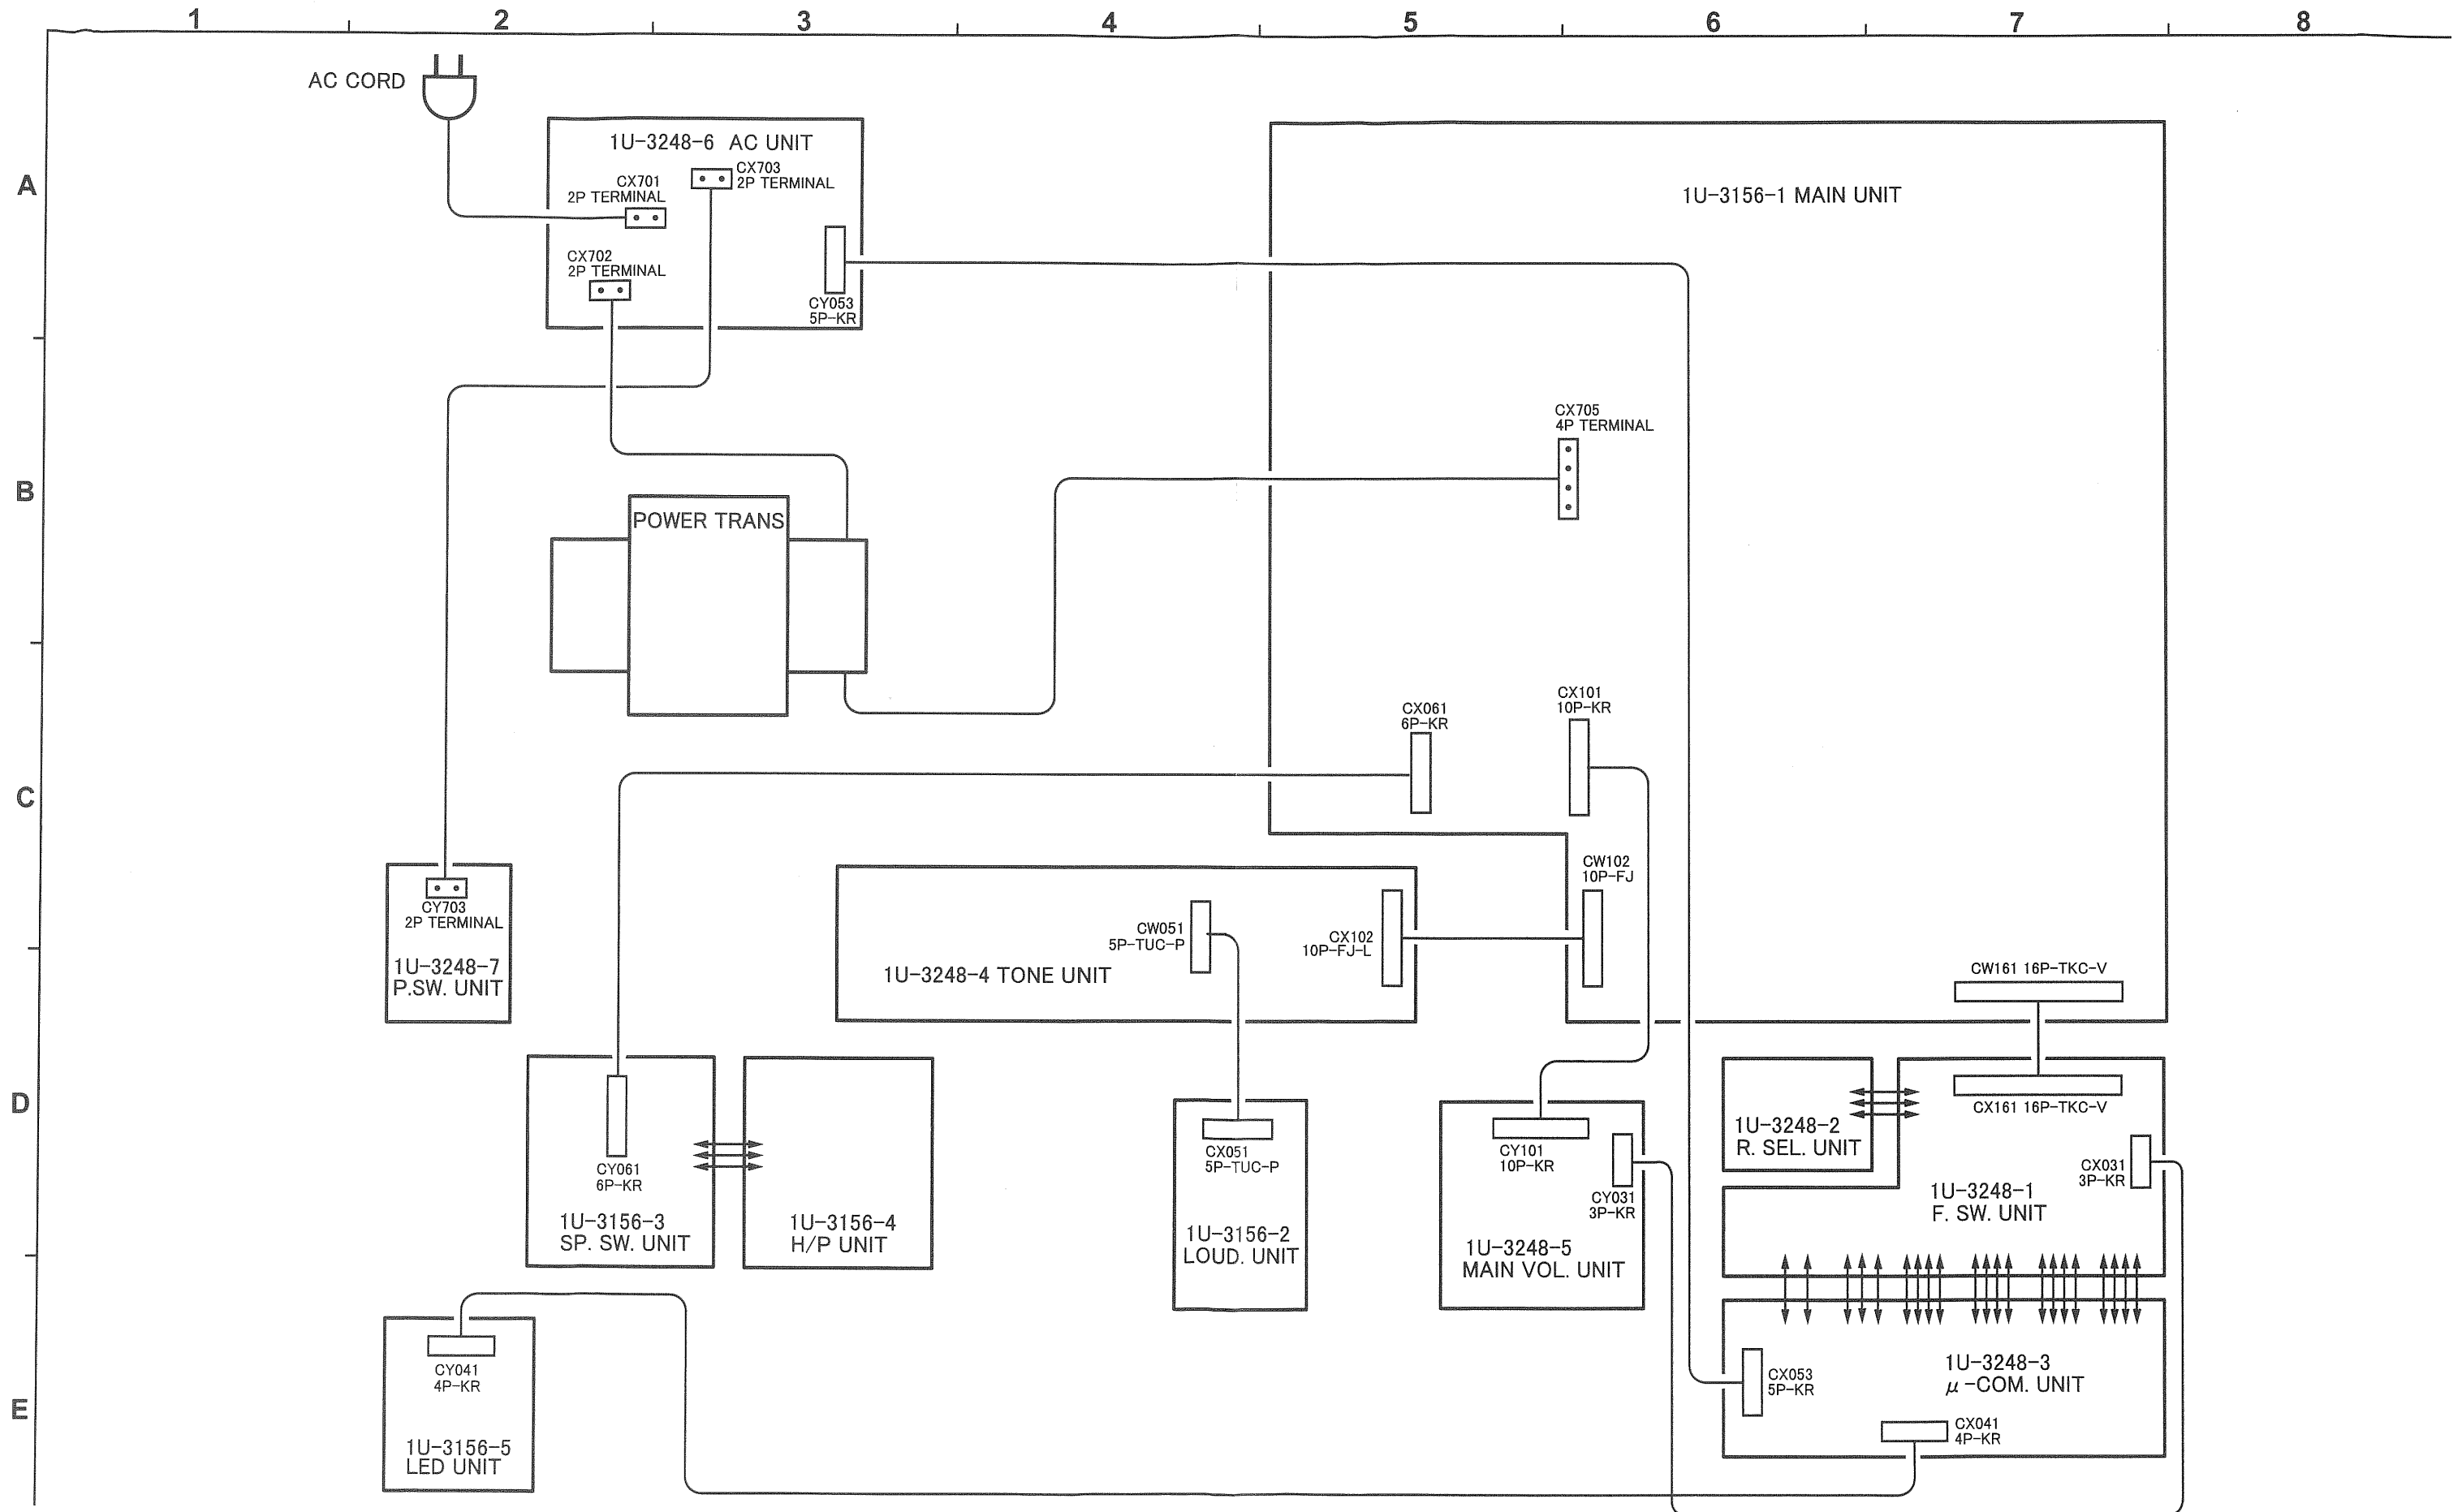 1 2 3 4 5 6 7 8
AC CORD
A
1U-3248-6 AC UNIT
CX701
2P TERMINAL
CX703
2P TERMINAL
CX702
2P TERMINAL
CY053
5P-KR
1U-3156-1 MAIN UNIT
B
CX705
4P TERMINAL
POWER TRANS
C
CX061
6P-KR
CX101
10P-KR
CW102
10P-FJ
CY703
2P TERMINAL
1U-3248-7
P.SW. UNIT
CW051
5P-TUC-P
CX102
10P-FJ-L
1U-3248-4 TONE UNIT
CW161 16P-TKC-V
D
CY061
6P-KR
1U-3156-3
SP. SW. UNIT
1U-3156-4
H/P UNIT
CX051
5P-TUC-P
1U-3156-2
LOUD. UNIT
CY101
10P-KR
CY031
3P-KR
1U-3248-5
MAIN VOL. UNIT
1U-3248-2
R. SEL. UNIT
CX161 16P-TKC-V
CX031
3P-KR
1U-3248-1
F. SW. UNIT
E
CY041
4P-KR
1U-3156-5
LED UNIT
CX053
5P-KR
1U-3248-3
μ-COM. UNIT
CX041
4P-KR